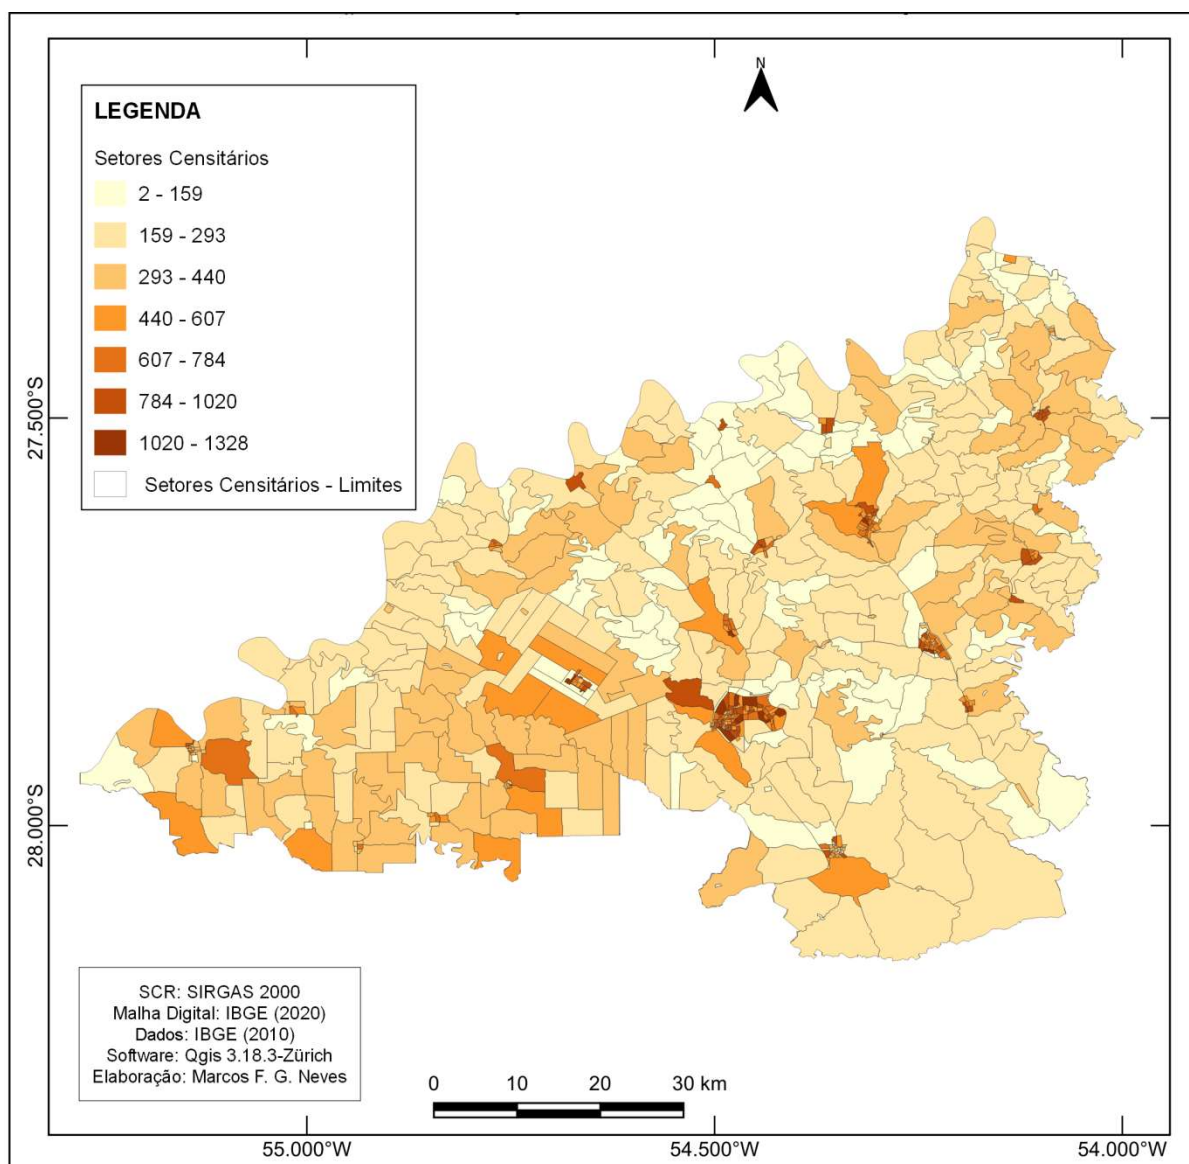 N
LEGENDA
Setores Censitários
2 - 159
159 - 293
293 - 440
440 - 607
607 - 784
784 - 1020
1020 - 1328
Setores Censitários - Limites
27.500°S
28.000°S
SCR: SIRGAS 2000
Malha Digital: IBGE (2020)
Dados: IBGE (2010)
Software: Qgis 3.18.3-Zürich
Elaboração: Marcos F. G. Neves
0 10 20 30 km
55.000°W 54.500°W 54.000°W